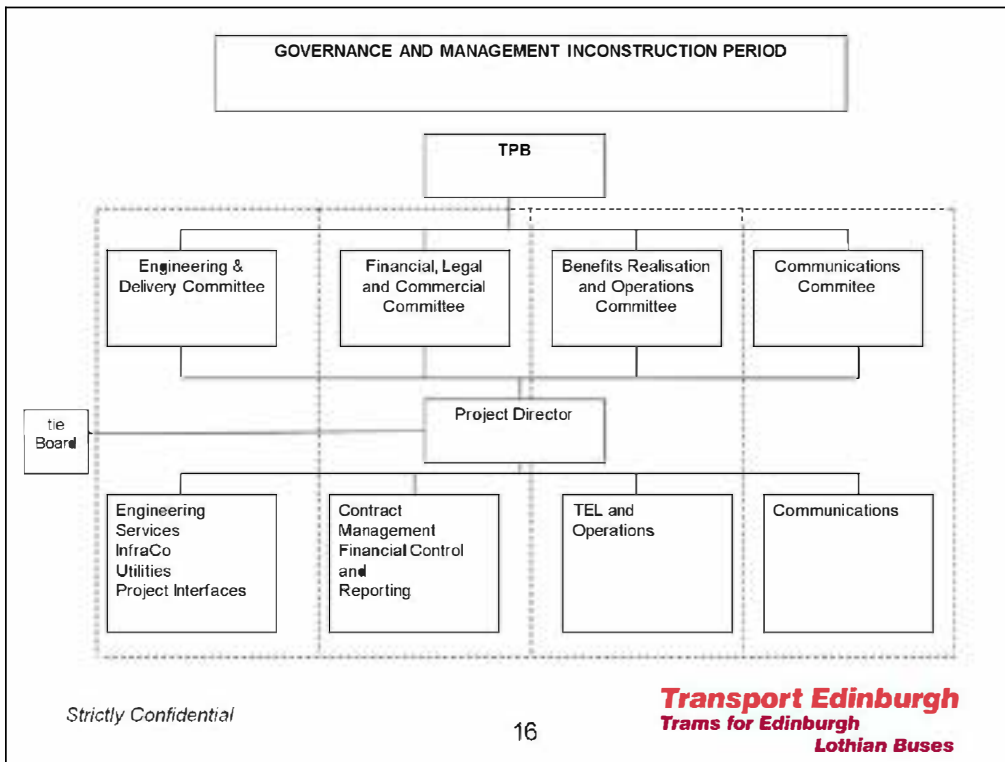 GOVERNANCE AND MANAGEMENT INCONSTRUCTION PERIOD
TPB
Engineering &
Delivery Committee
Financial, Legal
and Commercial
Committee
Benefits Realisation
and Operations
Committee
Communications
Commitee
tie
Board
Project Director
Engineering
Services
InfraCo
Utilities
Project Interfaces
Contract
Management
Financial Control
and
Reporting
TEL and
Operations
Communications
Strictly Confidential
16
Transport Edinburgh
Trams for Edinburgh
Lothian Buses